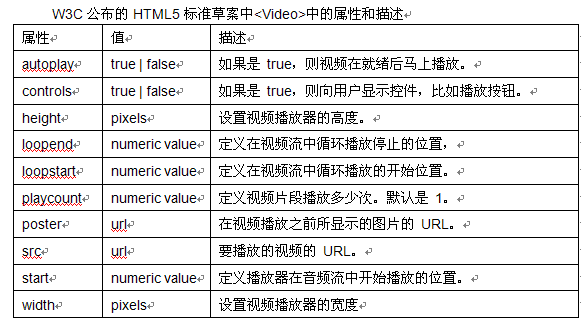 W3C 公布的 HTML5 标准草案中<Video>中的属性和描述
属性 值 描述
autoplay true | false 如果是 true，则视频在就绪后马上播放。
controls true | false 如果是 true，则向用户显示控件，比如播放按钮。
height pixels 设置视频播放器的高度。
loopend numeric value 定义在视频流中循环播放停止的位置，
loopstart numeric value 定义在视频流中循环播放的开始位置。
playcount numeric value 定义视频片段播放多少次。默认是 1。
poster url 在视频播放之前所显示的图片的 URL。
src url 要播放的视频的 URL。
start numeric value 定义播放器在音频流中开始播放的位置。
width pixels 设置视频播放器的宽度